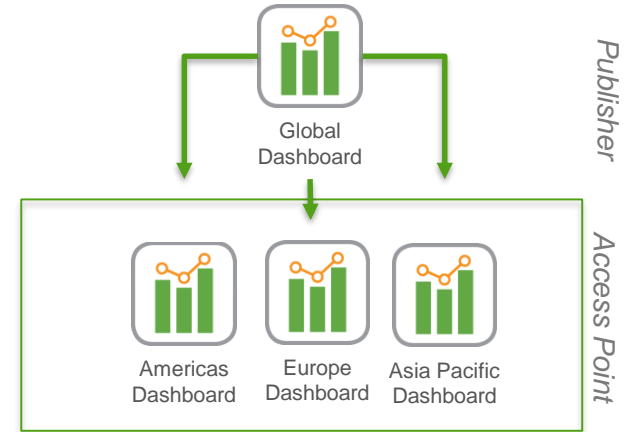 Publisher
Global
Dashboard
Access Point
Americas
Dashboard
Europe
Dashboard
Asia Pacific
Dashboard